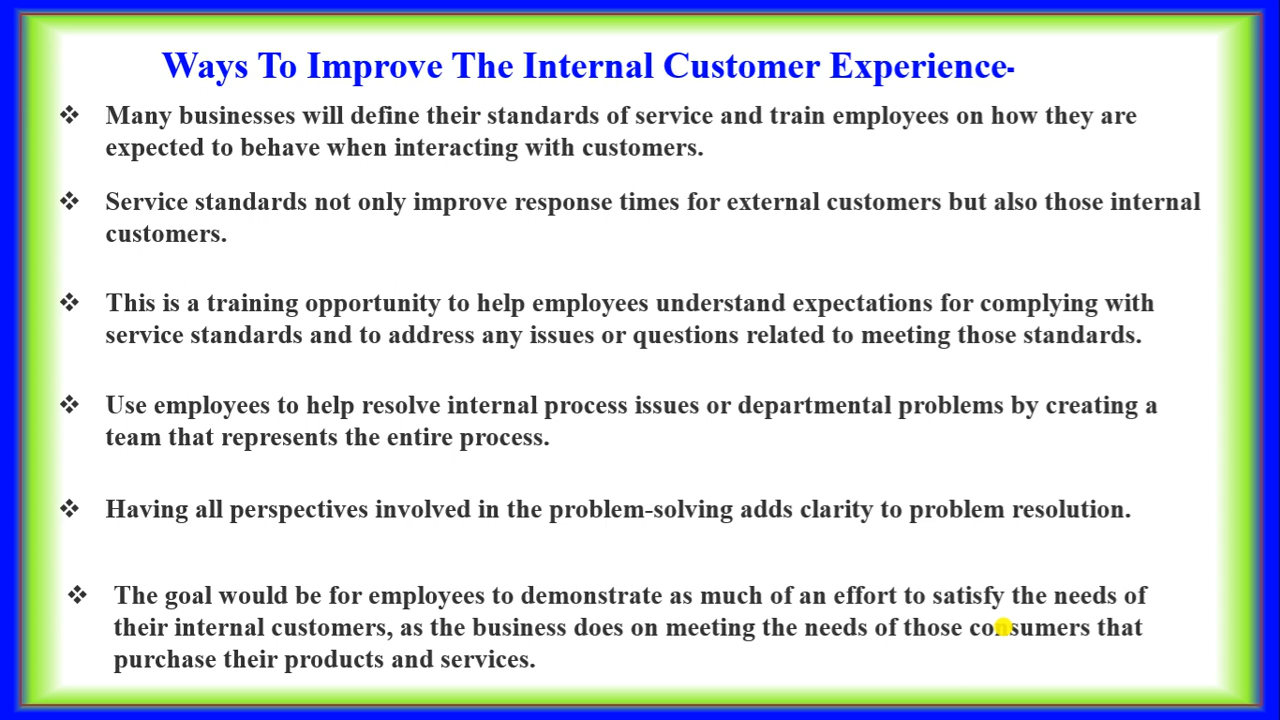 Ways To Improve The Internal Customer Experience-
❖ Many businesses will define their standards of service and train employees on how they are
expected to behave when interacting with customers.
❖ Service standards not only improve response times for external customers but also those internal
customers.
❖ This is a training opportunity to help employees understand expectations for complying with
service standards and to address any issues or questions related to meeting those standards.
❖ Use employees to help resolve internal process issues or departmental problems by creating a
team that represents the entire process.
❖ Having all perspectives involved in the problem-solving adds clarity to problem resolution.
❖ The goal would be for employees to demonstrate as much of an effort to satisfy the needs of
their internal customers, as the business does on meeting the needs of those consumers that
purchase their products and services.